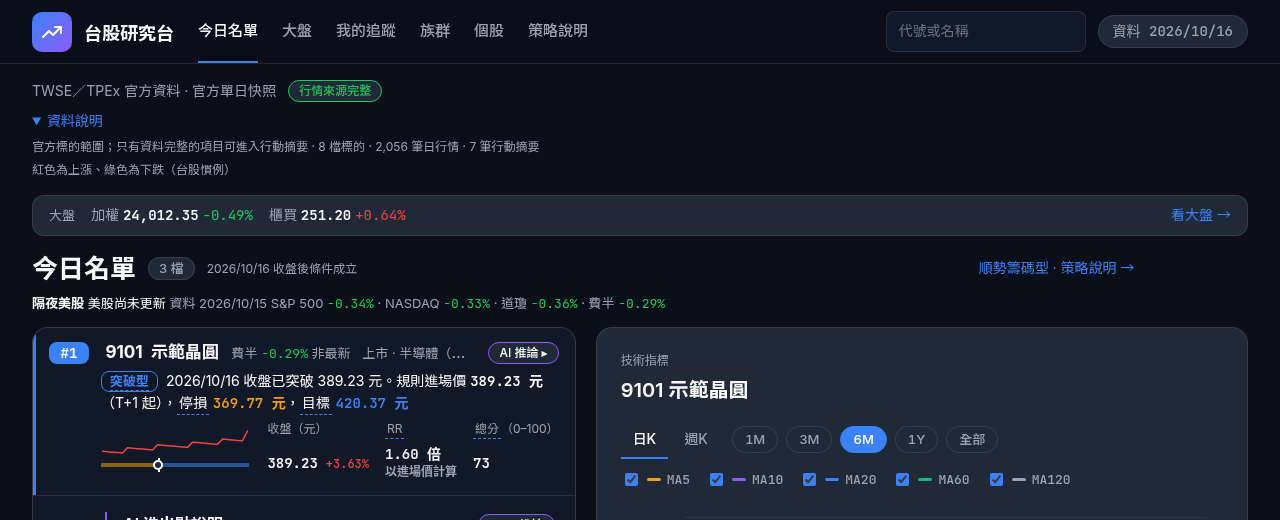 台股研究台 今日名單 大盤 我的追蹤 族群 個股 策略說明 代號或名稱 資料 2026/10/16
TWSE／TPEx 官方資料 · 官方單日快照 行情來源完整
▼ 資料說明
官方標的範圍；只有資料完整的項目可進入行動摘要 · 8 檔標的 · 2,056 筆日行情 · 7 筆行動摘要
紅色為上漲、綠色為下跌（台股慣例）
大盤 加權 24,012.35 -0.49% 櫃買 251.20 +0.64% 看大盤 →
今日名單 3 檔 2026/10/16 收盤後條件成立 順勢籌碼型 · 策略說明 →
隔夜美股 美股尚未更新 資料 2026/10/15 S&P 500 -0.34% · NASDAQ -0.33% · 道瓊 -0.36% · 費半 -0.29%
#1 9101 示範晶圓 費半 -0.29% 非最新 上市 · 半導體（… AI 推論 ▸
突破型 2026/10/16 收盤已突破 389.23 元。規則進場價 389.23 元
（T+1 起），停損 369.77 元，目標 420.37 元
收盤（元） RR 總分（0–100）
389.23 +3.63% 1.60 倍 73
以進場價計算
技術指標
9101 示範晶圓
日K 週K 1M 3M 6M 1Y 全部
MA5 MA10 MA20 MA60 MA120